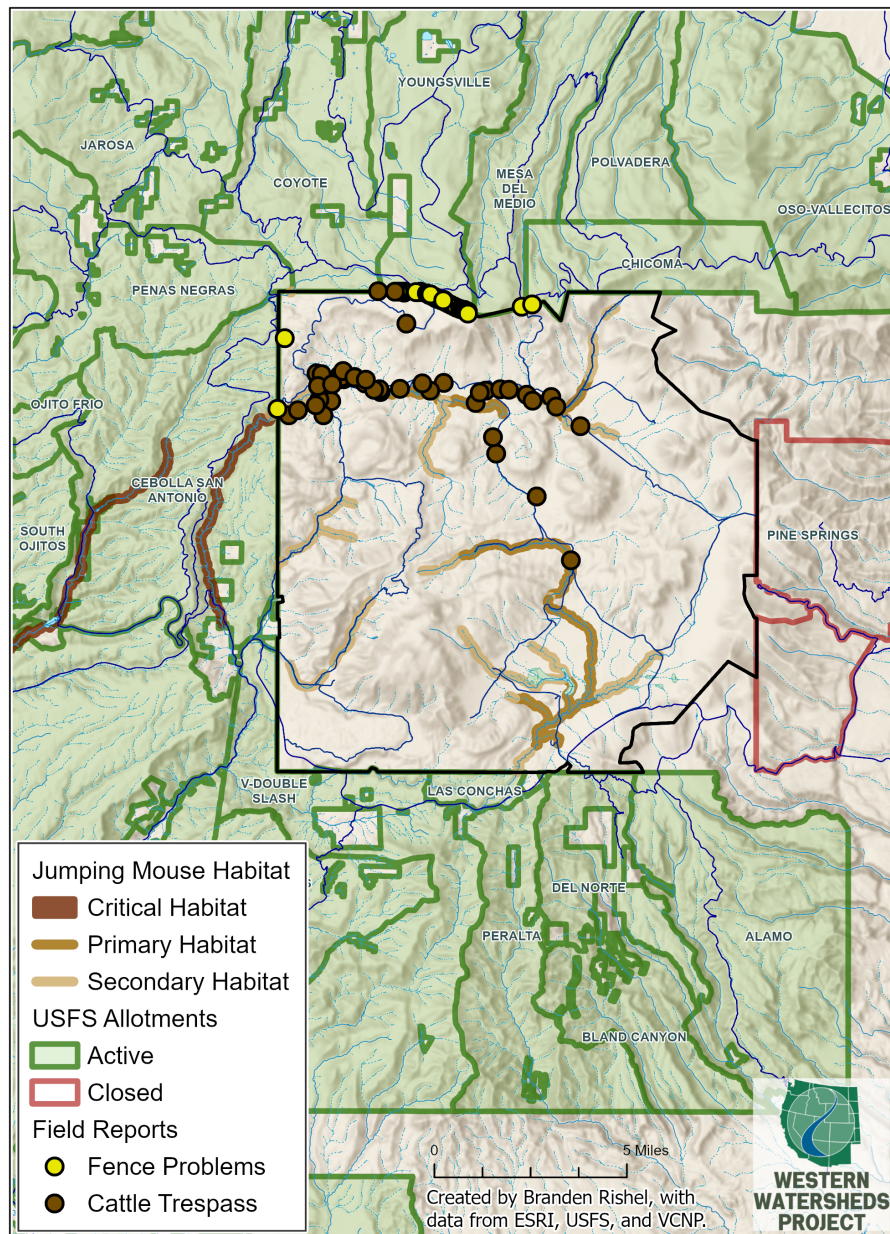 YOUNGSVILLE
JAROSA
COYOTE
MESA
DEL
MEDIO
POLVADERA
OSO-VALLECITOS
CHICOMA
PENAS NEGRAS
OJITO FRIO
CEBOLLA SAN
ANTONIO
SOUTH
OJITOS
PINE SPRINGS
V-DOUBLE
SLASH
LAS CONCHAS
DEL NORTE
PERALTA
ALAMO
BLAND CANYON
Jumping Mouse Habitat
Critical Habitat
Primary Habitat
Secondary Habitat
USFS Allotments
Active
Closed
Field Reports
Fence Problems
Cattle Trespass
0
5 Miles
Created by Branden Rishel, with
data from ESRI, USFS, and VCNP.
WESTERN
WATERSHEDS
PROJECT